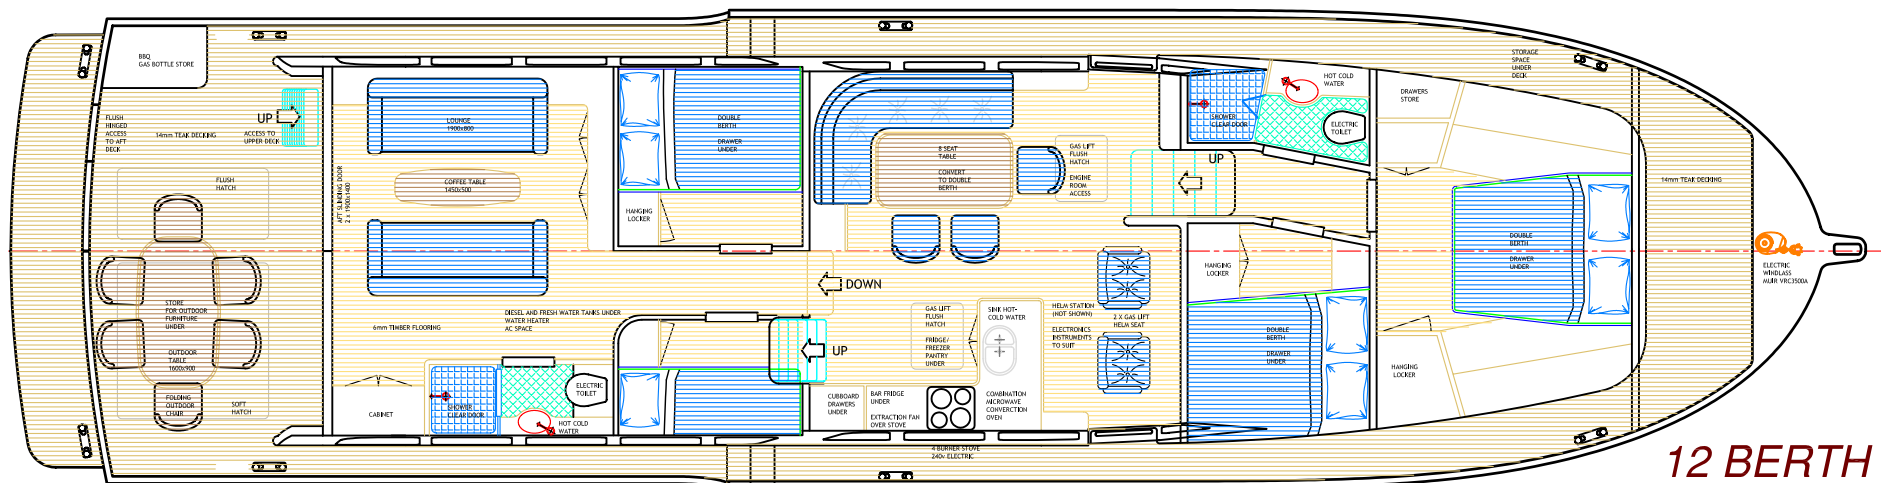 BBQ
GAS BOTTLE STORE
FLUSH
HINGED
ACCESS
TO AFT
DECK
14mm TEAK DECKING
UP
ACCESS TO
UPPER DECK
FLUSH
HATCH
STORE
FOR OUTDOOR
FURNITURE
UNDER
OUTDOOR
TABLE
1600x900
FOLDING
OUTDOOR
CHAIR
SOFT
HATCH
AFT SLINDING DOOR
2 x 1900x1400
LOUNGE
1900x800
COFFEE TABLE
1450x500
6mm TIMBER FLOORING
DIESEL AND FRESH WATER TANKS UNDER
WATER HEATER
AC SPACE
CABINET
SHOWER
CLEAR DOOR
ELECTRIC
TOILET
HOT COLD
WATER
DOUBLE
BERTH
DRAWER
UNDER
HANGING
LOCKER
DOWN
UP
8 SEAT
TABLE
CONVERT
TO DOUBLE
BERTH
GAS LIFT
FLUSH
HATCH
ENGINE
ROOM
ACCESS
UP
GAS LIFT
FLUSH
HATCH
FRIDGE/
FREEZER
PANTRY
UNDER
SINK HOT-
COLD WATER
HELM STATION
(NOT SHOWN)
ELECTRONICS
INSTRUMENTS
TO SUIT
2 X GAS LIFT
HELM SEAT
CUBBOARD
DRAWERS
UNDER
BAR FRIDGE
UNDER
EXTRACTION FAN
OVER STOVE
COMBINATION
MICROWAVE
CONVERCTION
OVEN
4 BURNER STOVE
240v ELECTRIC
SHOWER
CLEAR DOOR
HOT COLD
WATER
ELECTRIC
TOILET
HANGING
LOCKER
DOUBLE
BERTH
DRAWER
UNDER
DRAWERS
STORE
STORAGE
SPACE
UNDER
DECK
DOUBLE
BERTH
DRAWER
UNDER
HANGING
LOCKER
14mm TEAK DECKING
ELECTRIC
WINDLASS
MUIR VRC3500A
12 BERTH